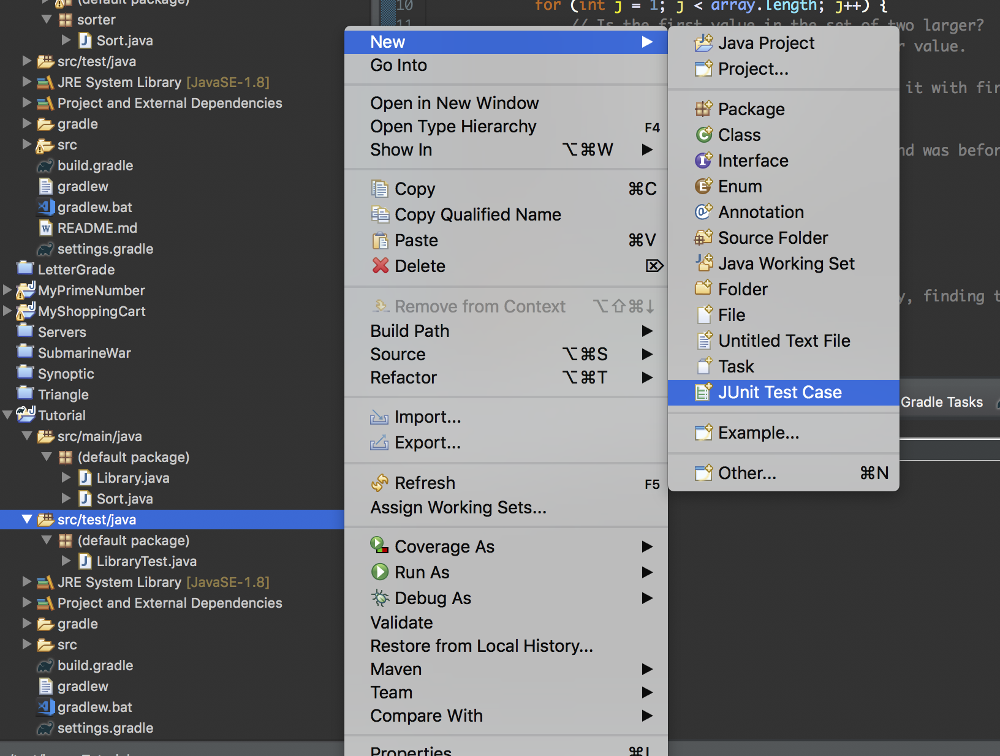 (default package)
sorter
Sort.java
src/test/java
JRE System Library [JavaSE-1.8]
Project and External Dependencies
gradle
src
build.gradle
gradlew
gradlew.bat
README.md
settings.gradle
LetterGrade
MyPrimeNumber
MyShoppingCart
Servers
SubmarineWar
Synoptic
Triangle
Tutorial
src/main/java
(default package)
Library.java
Sort.java
src/test/java
(default package)
LibraryTest.java
JRE System Library [JavaSE-1.8]
Project and External Dependencies
gradle
src
build.gradle
gradlew
gradlew.bat
settings.gradle
10 for (int j = 1; j < array.length; j++) {
11 // Is the first value in the set of two larger?
r value.
it with fir
nd was befor
y, finding t
Gradle Tasks
New
Go Into
Open in New Window
Open Type Hierarchy F4
Show In ⌥⌘W
Copy ⌘C
Copy Qualified Name
Paste ⌘V
Delete ⌦
Remove from Context ⌥⇧⌘↓
Build Path
Source ⌥⌘S
Refactor ⌥⌘T
Import...
Export...
Refresh F5
Assign Working Sets...
Coverage As
Run As
Debug As
Validate
Restore from Local History...
Maven
Team
Compare With
Properties ⌘I
Java Project
Project...
Package
Class
Interface
Enum
Annotation
Source Folder
Java Working Set
Folder
File
Untitled Text File
Task
JUnit Test Case
Example...
Other... ⌘N